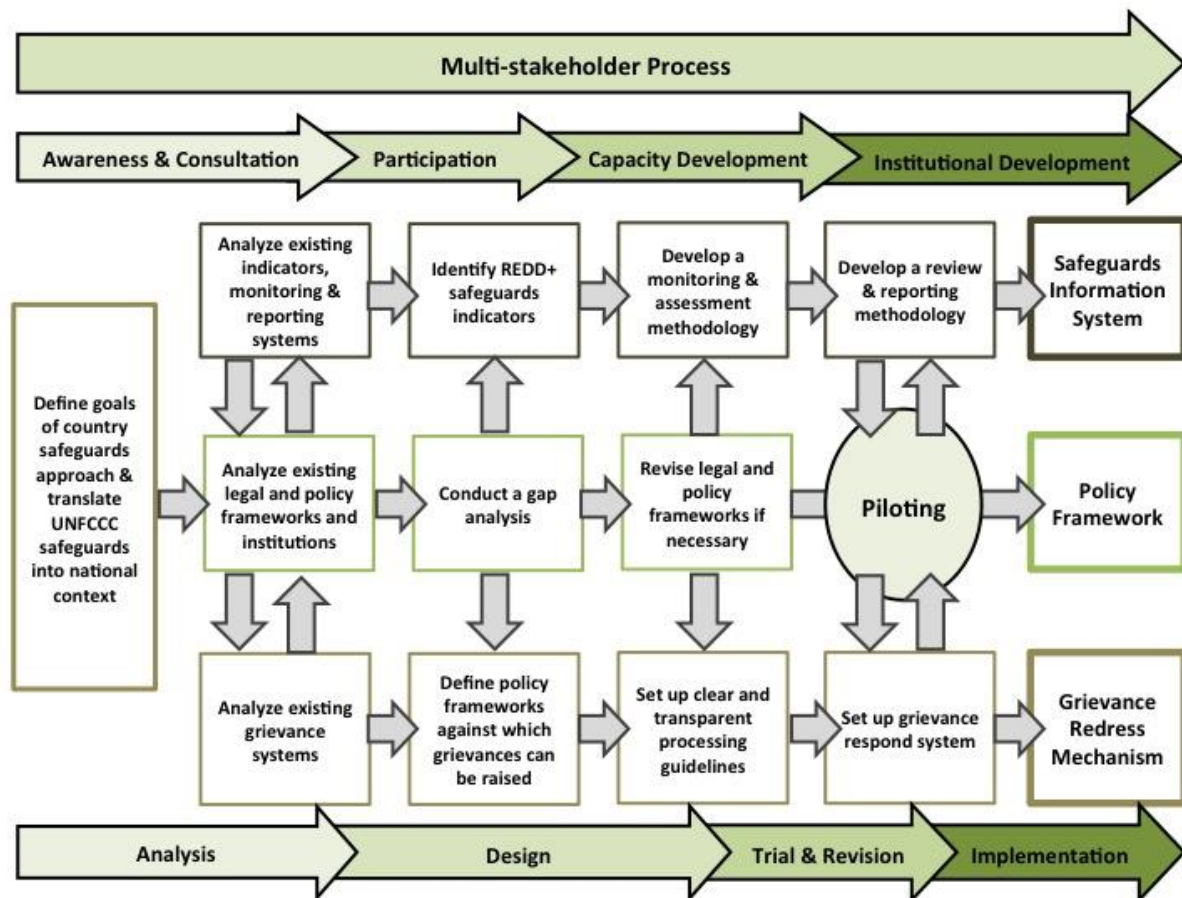 Multi-stakeholder Process
Awareness & Consultation
Participation
Capacity Development
Institutional Development
Analyze existing
indicators,
monitoring &
reporting
systems
Identify REDD+
safeguards
indicators
Develop a
monitoring &
assessment
methodology
Develop a review
& reporting
methodology
Safeguards
Information
System
Define goals
of country
safeguards
approach &
translate
UNFCCC
safeguards
into national
context
Analyze existing
legal and policy
frameworks and
institutions
Conduct a gap
analysis
Revise legal and
policy
frameworks if
necessary
Piloting
Policy
Framework
Analyze existing
grievance
systems
Define policy
frameworks
against which
grievances can
be raised
Set up clear and
transparent
processing
guidelines
Set up grievance
respond system
Grievance
Redress
Mechanism
Analysis
Design
Trial & Revision
Implementation